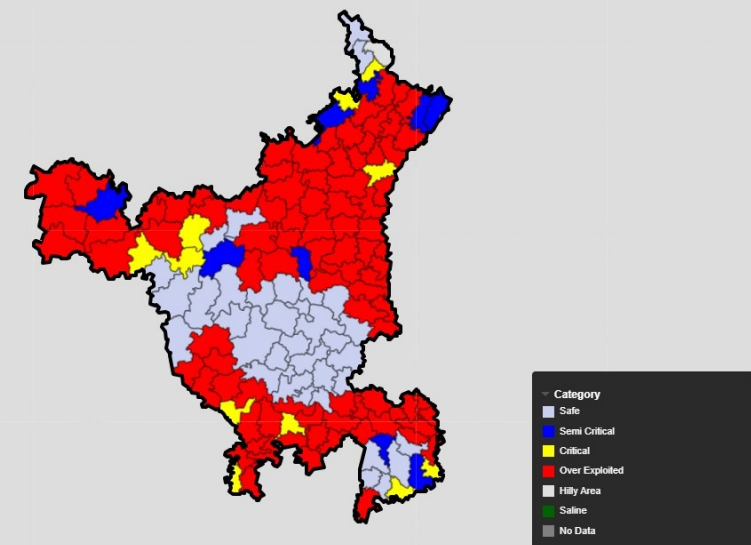 Category
Safe
Semi Critical
Critical
Over Exploited
Hilly Area
Saline
No Data